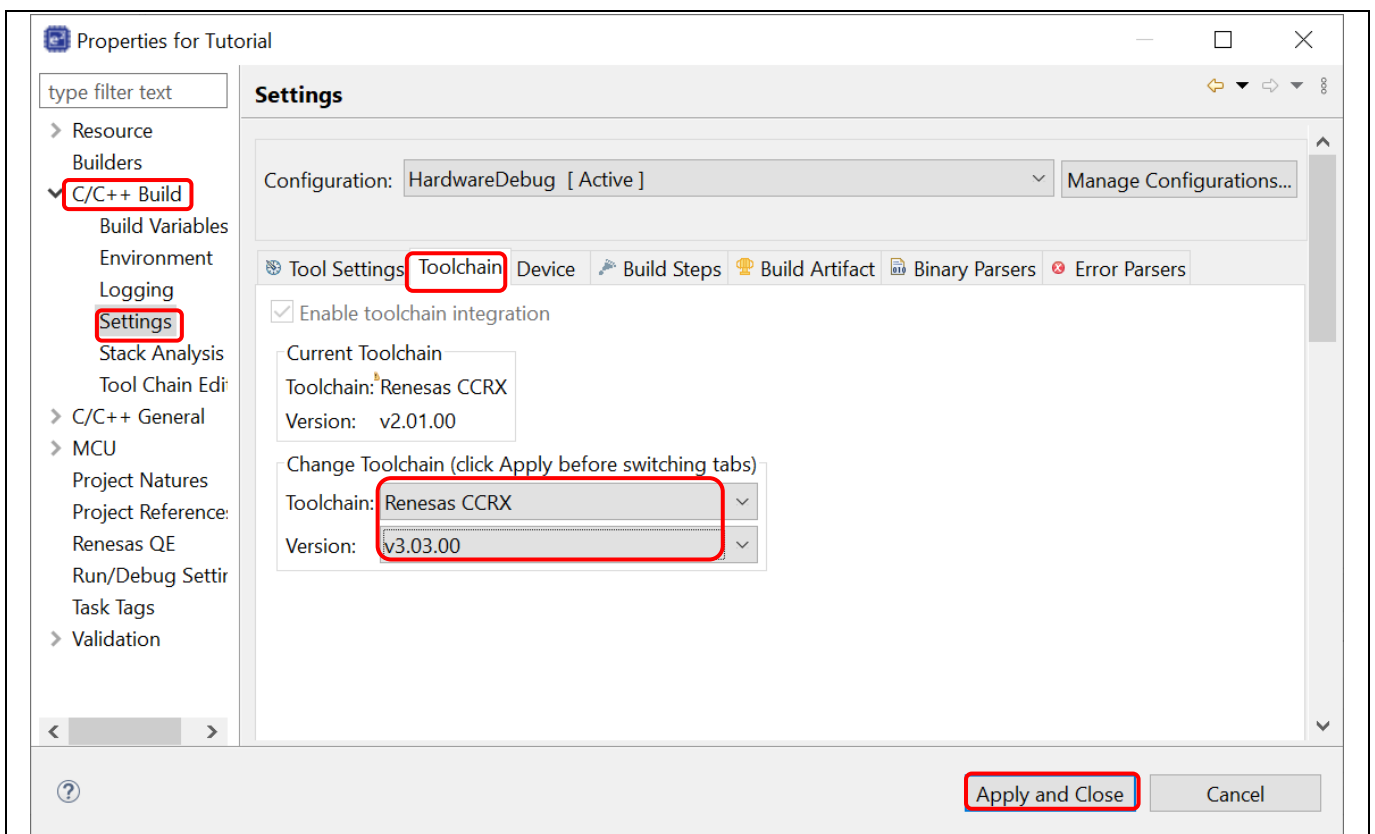 Properties for Tutorial
type filter text
Settings
Resource
Builders
C/C++ Build
Build Variables
Environment
Logging
Settings
Stack Analysis
Tool Chain Edi
C/C++ General
MCU
Project Natures
Project Reference
Renesas QE
Run/Debug Settin
Task Tags
Validation
Configuration: HardwareDebug [ Active ] Manage Configurations...
Tool Settings Toolchain Device Build Steps Build Artifact Binary Parsers Error Parsers
Enable toolchain integration
Current Toolchain
Toolchain: Renesas CCRX
Version: v2.01.00
Change Toolchain (click Apply before switching tabs)
Toolchain: Renesas CCRX
Version: v3.03.00
Apply and Close Cancel